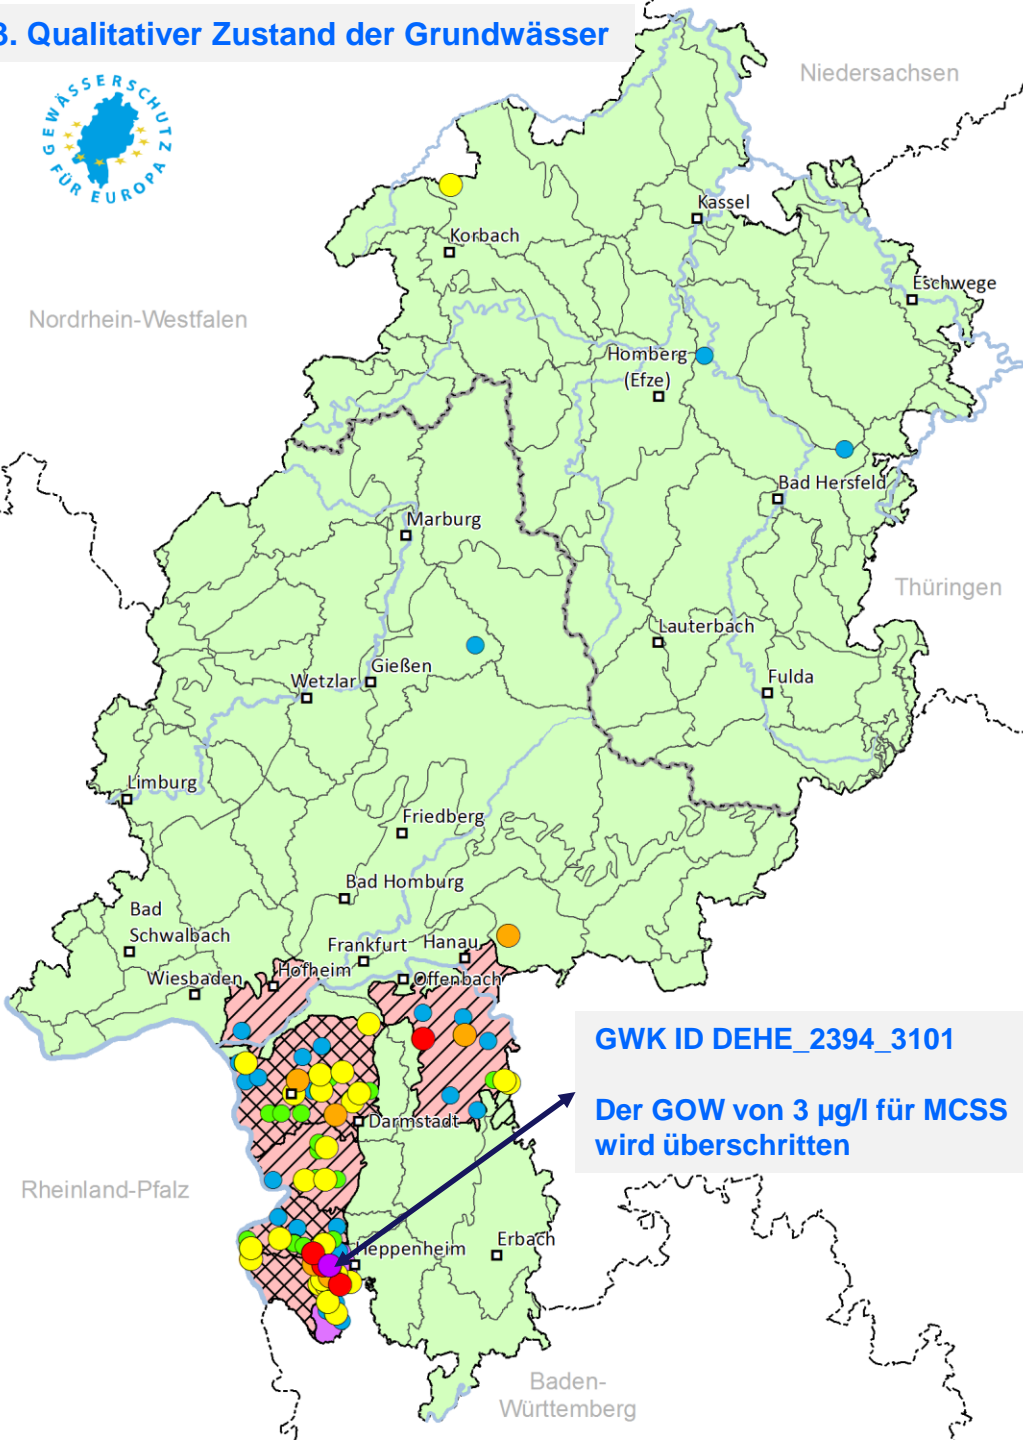 3. Qualitativer Zustand der Grundwässer
GEWÄSSERSCHUTZ
FÜR EUROPA
Niedersachsen
Kassel
Korbach
Eschwege
Nordrhein-Westfalen
Homberg
(Efze)
Bad Hersfeld
Marburg
Thüringen
Lauterbach
Gießen
Wetzlar
Fulda
Limburg
Friedberg
Bad Homburg
Bad
Schwalbach
Frankfurt
Hanau
Hofheim
Wiesbaden
Offenbach
GWK ID DEHE_2394_3101
Der GOW von 3 µg/l für MCSS
wird überschritten
Darmstadt
Rheinland-Pfalz
Erbach
Heppenheim
Baden-
Württemberg